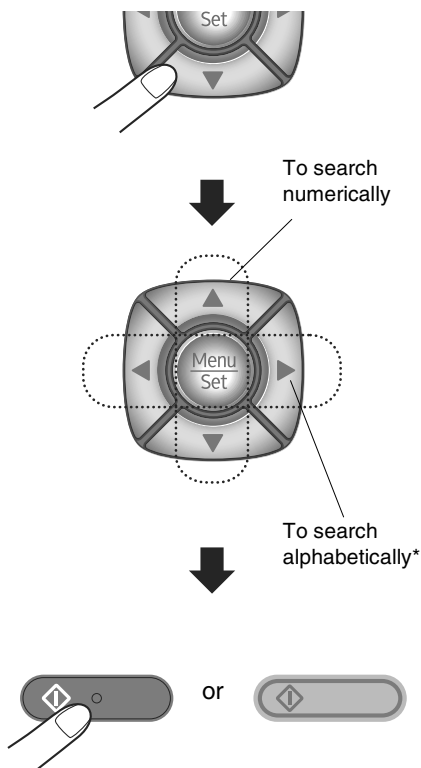 Set
To search
numerically
Menu
Set
To search
alphabetically*
or